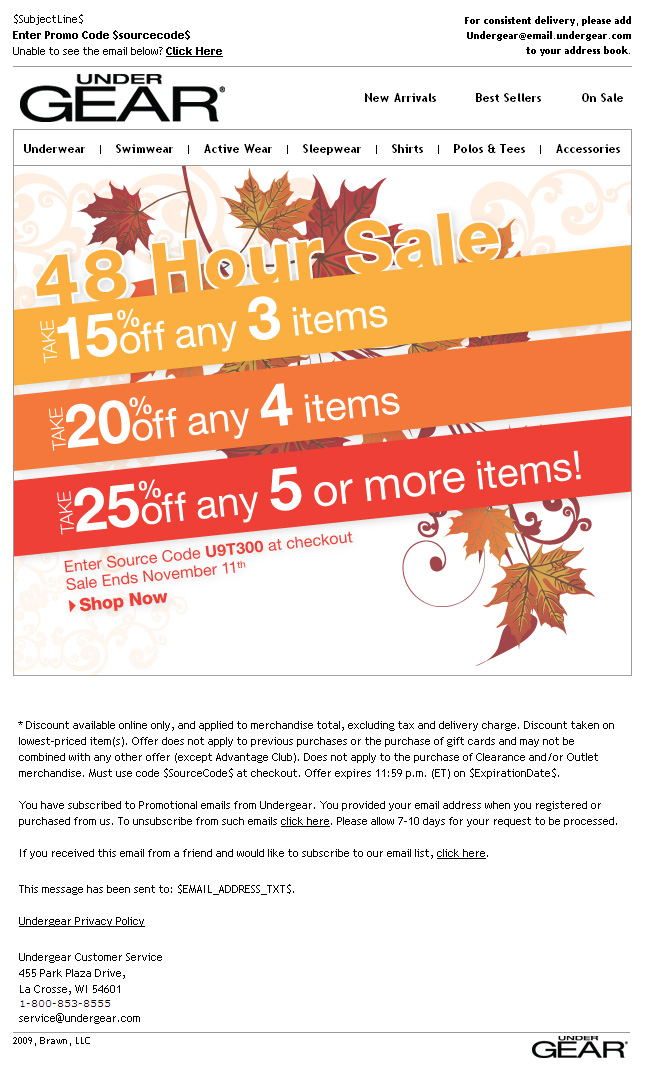 $SubjectLine$
Enter Promo Code $sourcecode$
Unable to see the email below? Click Here
For consistent delivery, please add
Undergear@email.undergear.com
to your address book.
UNDER
GEAR®
New Arrivals Best Sellers On Sale
Underwear | Swimwear | Active Wear | Sleepwear | Shirts | Polos & Tees | Accessories
48 Hour Sale
TAKE 15% off any 3 items
TAKE 20% off any 4 items
TAKE 25% off any 5 or more items!
Enter Source Code U9T300 at checkout
Sale Ends November 11th
Shop Now
* Discount available online only, and applied to merchandise total, excluding tax and delivery charge. Discount taken on
lowest-priced item(s). Offer does not apply to previous purchases or the purchase of gift cards and may not be
combined with any other offer (except Advantage Club). Does not apply to the purchase of Clearance and/or Outlet
merchandise. Must use code $SourceCode$ at checkout. Offer expires 11:59 p.m. (ET) on $ExpirationDate$.
You have subscribed to Promotional emails from Undergear. You provided your email address when you registered or
purchased from us. To unsubscribe from such emails click here. Please allow 7-10 days for your request to be processed.
If you received this email from a friend and would like to subscribe to our email list, click here.
This message has been sent to: $EMAIL_ADDRESS_TXT$.
Undergear Privacy Policy
Undergear Customer Service
455 Park Plaza Drive,
La Crosse, WI 54601
1-800-853-8555
service@undergear.com
2009, Brawn, LLC
UNDER
GEAR®